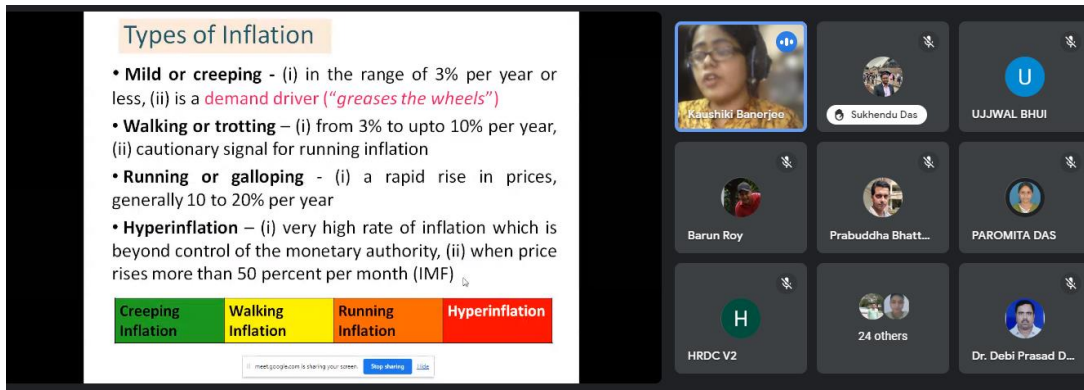 Types of Inflation
• Mild or creeping - (i) in the range of 3% per year or
less, (ii) is a demand driver (“greases the wheels”)
• Walking or trotting – (i) from 3% to upto 10% per year,
(ii) cautionary signal for running inflation
• Running or galloping - (i) a rapid rise in prices,
generally 10 to 20% per year
• Hyperinflation – (i) very high rate of inflation which is
beyond control of the monetary authority, (ii) when price
rises more than 50 percent per month (IMF)
Creeping
Inflation
Walking
Inflation
Running
Inflation
Hyperinflation
meet.google.com is sharing your screen.
Stop sharing
Hide
Kaushiki Banerjee
Sukhendu Das
U
UJJWAL BHUI
Barun Roy
Prabuddha Bhatt...
PAROMITA DAS
H
HRDC V2
24 others
Dr. Debi Prasad D...